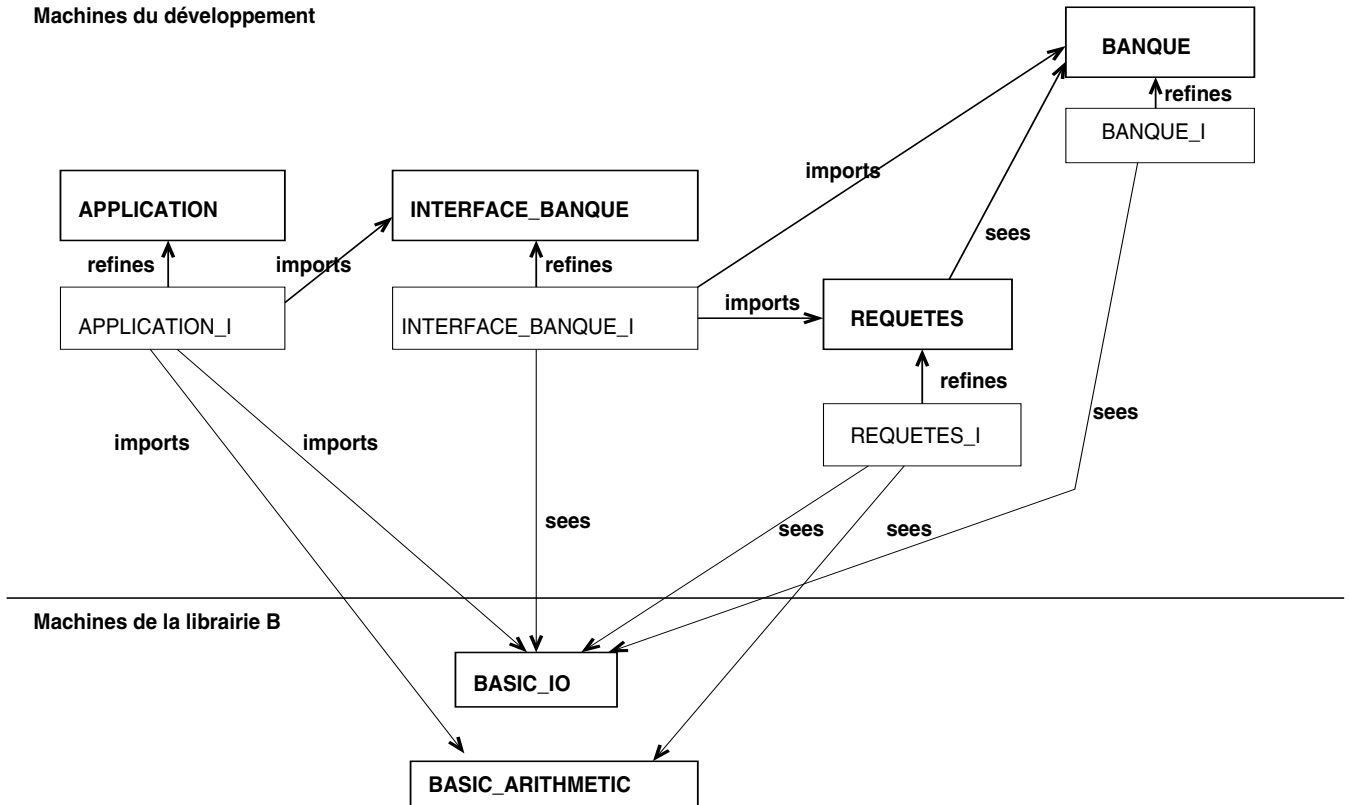 Machines du développement
BANQUE
refines
BANQUE_I
imports
APPLICATION
INTERFACE_BANQUE
sees
refines
imports
refines
APPLICATION_I
INTERFACE_BANQUE_I
imports
REQUETES
refines
sees
REQUETES_I
imports
imports
sees
sees
sees
Machines de la librairie B
BASIC_IO
BASIC_ARITHMETIC